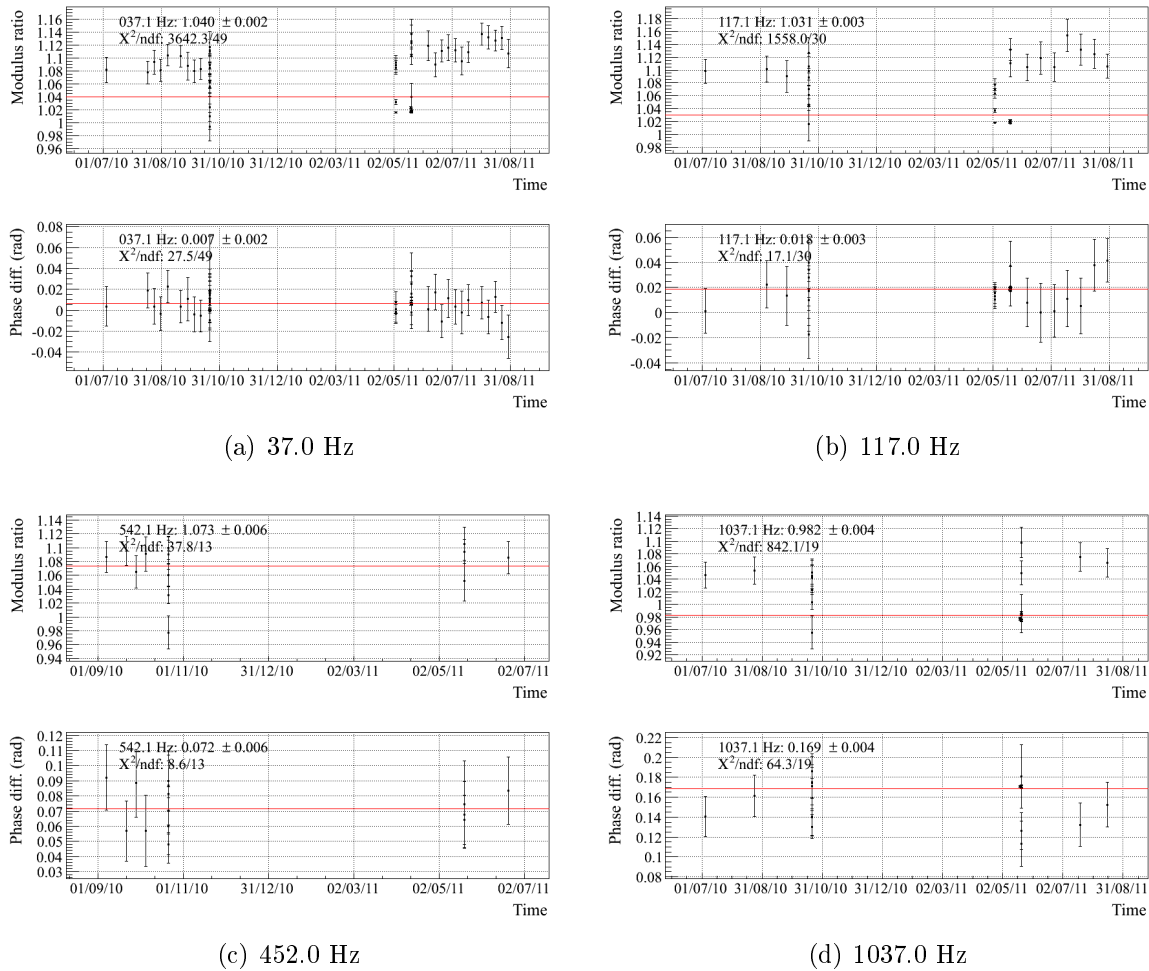 Modulus ratio
037.1 Hz: 1.040 ± 0.002
X²/ndf: 3642.3/49
1.16
1.14
1.12
1.1
1.08
1.06
1.04
1.02
1
0.98
0.96
01/07/10 31/08/10 31/10/10 31/12/10 02/03/11 02/05/11 02/07/11 31/08/11
Time
Phase diff. (rad)
037.1 Hz: 0.007 ± 0.002
X²/ndf: 27.5/49
0.08
0.06
0.04
0.02
0
-0.02
-0.04
01/07/10 31/08/10 31/10/10 31/12/10 02/03/11 02/05/11 02/07/11 31/08/11
Time
(a) 37.0 Hz
Modulus ratio
117.1 Hz: 1.031 ± 0.003
X²/ndf: 1558.0/30
1.18
1.16
1.14
1.12
1.1
1.08
1.06
1.04
1.02
1
0.98
01/07/10 31/08/10 31/10/10 31/12/10 02/03/11 02/05/11 02/07/11 31/08/11
Time
Phase diff. (rad)
117.1 Hz: 0.018 ± 0.003
X²/ndf: 17.1/30
0.06
0.04
0.02
0
-0.02
-0.04
01/07/10 31/08/10 31/10/10 31/12/10 02/03/11 02/05/11 02/07/11 31/08/11
Time
(b) 117.0 Hz
Modulus ratio
542.1 Hz: 1.073 ± 0.006
X²/ndf: 37.8/13
1.14
1.12
1.1
1.08
1.06
1.04
1.02
1
0.98
0.96
0.94
01/09/10 01/11/10 31/12/10 02/03/11 02/05/11 02/07/11
Time
Phase diff. (rad)
542.1 Hz: 0.072 ± 0.006
X²/ndf: 8.6/13
0.12
0.11
0.1
0.09
0.08
0.07
0.06
0.05
0.04
0.03
01/09/10 01/11/10 31/12/10 02/03/11 02/05/11 02/07/11
Time
(c) 452.0 Hz
Modulus ratio
1037.1 Hz: 0.982 ± 0.004
X²/ndf: 842.1/19
1.14
1.12
1.1
1.08
1.06
1.04
1.02
1
0.98
0.96
0.94
0.92
01/07/10 31/08/10 31/10/10 31/12/10 02/03/11 02/05/11 02/07/11 31/08/11
Time
Phase diff. (rad)
1037.1 Hz: 0.169 ± 0.004
X²/ndf: 64.3/19
0.22
0.2
0.18
0.16
0.14
0.12
0.1
0.08
01/07/10 31/08/10 31/10/10 31/12/10 02/03/11 02/05/11 02/07/11 31/08/11
Time
(d) 1037.0 Hz